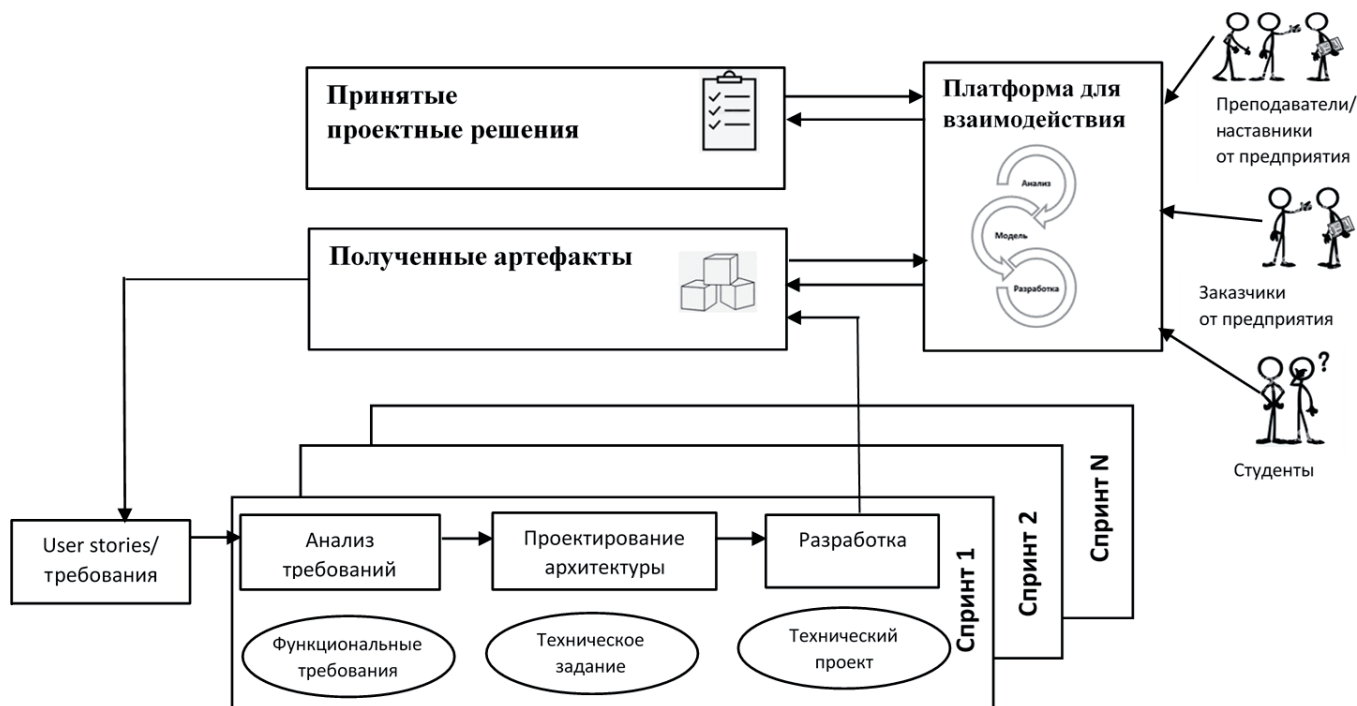 Принятые
проектные решения
Платформа для
взаимодействия
Анализ
Модель
Разработка
Преподаватели/
наставники
от предприятия
Полученные артефакты
Заказчики
от предприятия
?
Студенты
User stories/
требования
Анализ
требований
Проектирование
архитектуры
Разработка
Функциональные
требования
Техническое
задание
Технический
проект
Спринт 1
Спринт 2
Спринт N